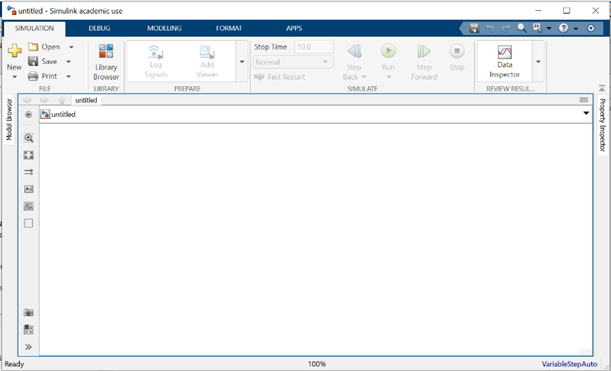 untitled - Simulink academic use
SIMULATION DEBUG MODELING FORMAT APPS
New
Open
Save
Print
FILE
Library Browser
LIBRARY
Log Signals
Add Viewer
PREPARE
Stop Time 10.0
Normal
Fast Restart
Step Back
Run
Step Forward
Stop
SIMULATE
Data Inspector
REVIEW RESUL...
Model Browser
untitled
untitled
Property Inspector
Ready 100% VariableStepAuto